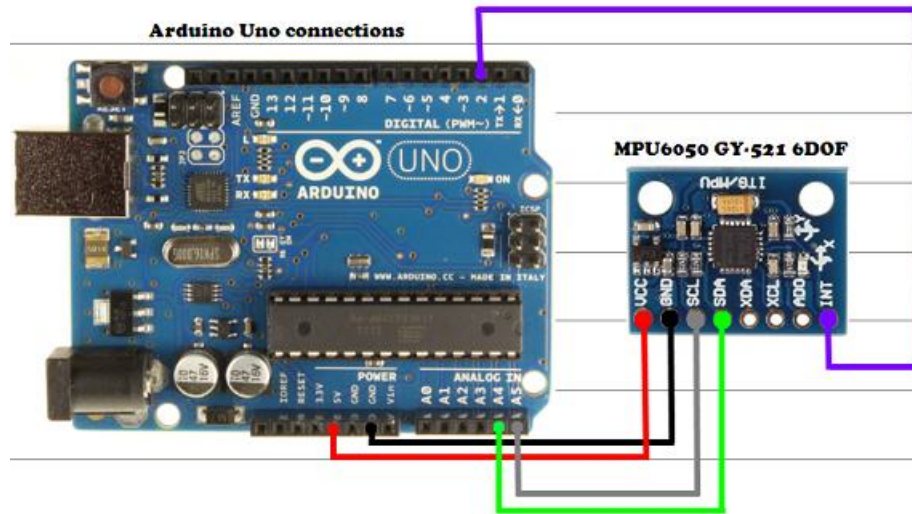 Arduino Uno connections
RESET
AREF
GND
13
12
~11
~10
~9
8
7
~6
~5
4
~3
2
TX→1
RX←0
DIGITAL (PWM~)
L
TX
RX
UNO
ARDUINO
ON
ICSP
WWW.ARDUINO.CC - MADE IN ITALY
POWER
ANALOG IN
IOREF
RESET
3.3V
5V
GND
GND
Vin
A0
A1
A2
A3
A4
A5
MPU6050 GY-521 6DOF
ITG/MPU
VCC
GND
SCL
SDA
XDA
XCL
ADO
INT